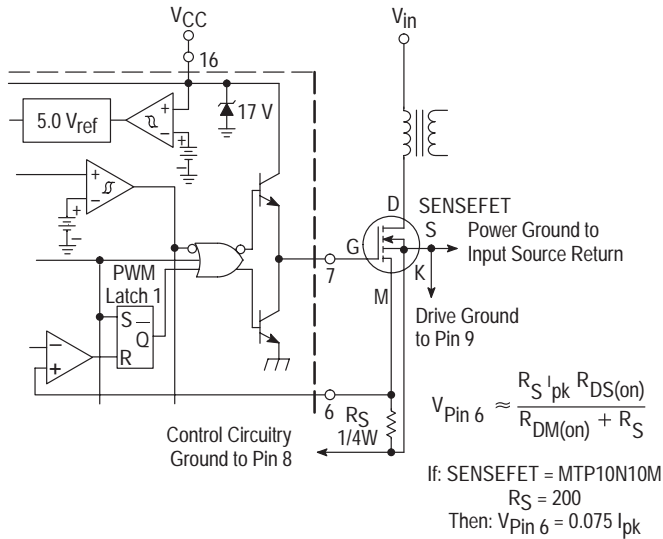 VCC
Vin
16
5.0 Vref
+
–
+
–
17 V
+
–
+
–
D
SENSEFET
S
Power Ground to
Input Source Return
G
K
M
7
PWM
Latch 1
S
Q
R
Drive Ground
to Pin 9
–
+
6
RS
1/4W
Control Circuitry
Ground to Pin 8
VPin 6 ≈ RS Ipk RDS(on)
RDM(on) + RS
If: SENSEFET = MTP10N10M
RS = 200
Then: VPin 6 = 0.075 Ipk